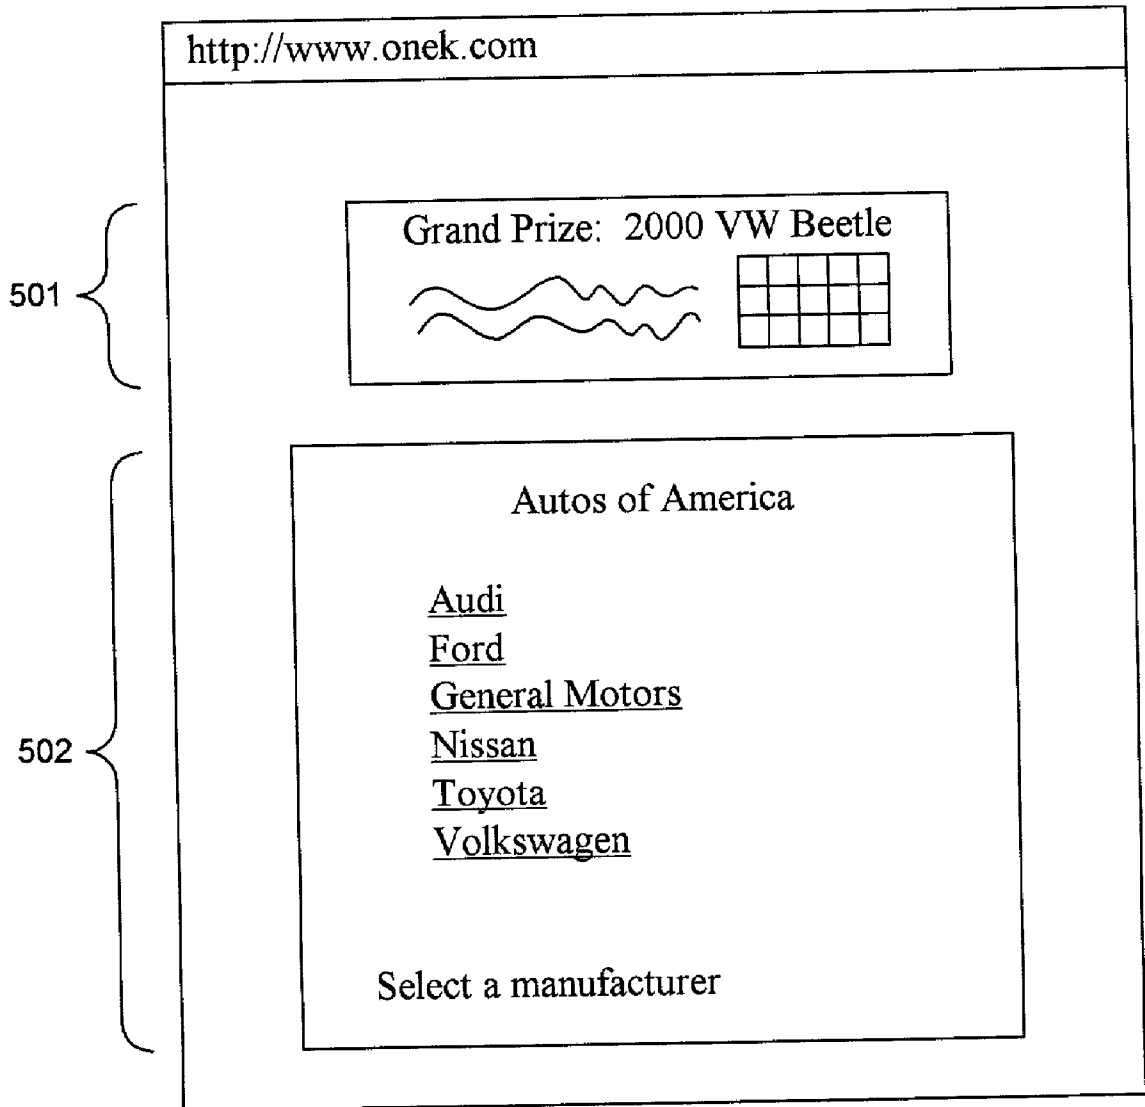 http://www.onek.com
Grand Prize: 2000 VW Beetle
501
Autos of America
Audi
Ford
General Motors
Nissan
502
Toyota
Volkswagen
Select a manufacturer